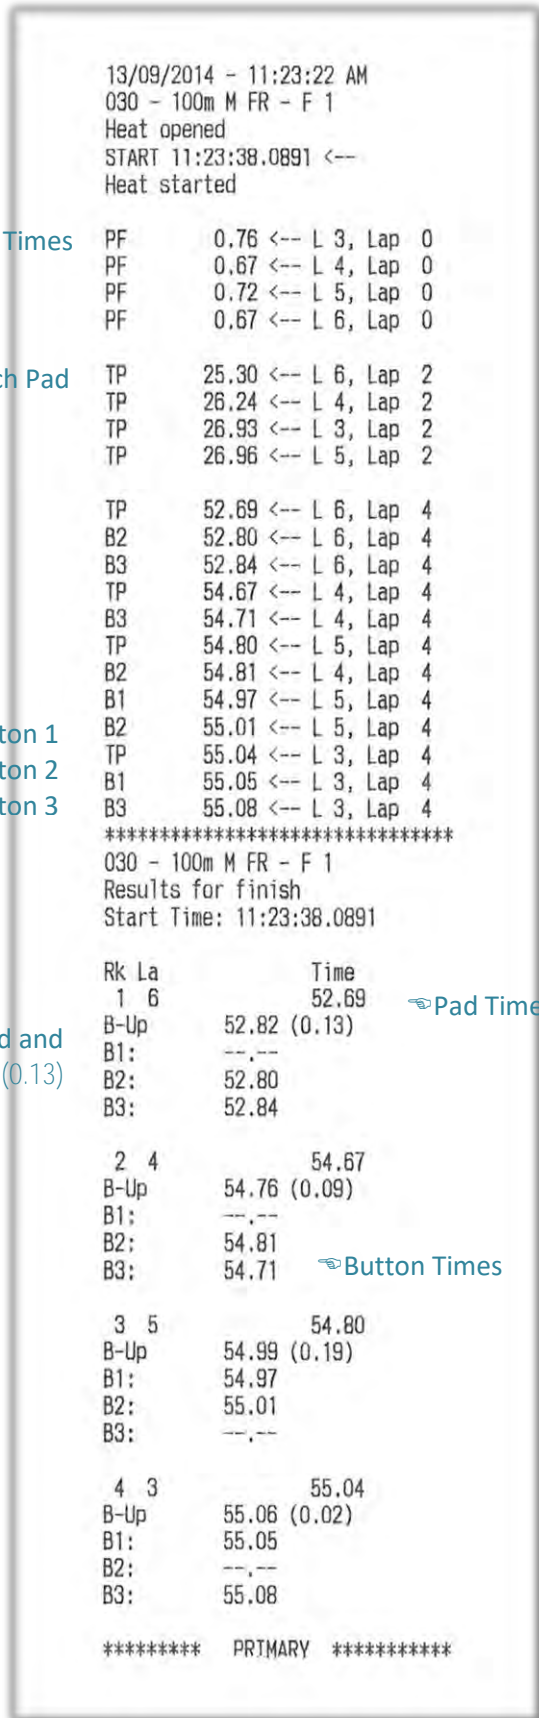 13/09/2014 - 11:23:22 AM
030 - 100m M FR - F 1
Heat opened
START 11:23:38.0891 <--
Heat started
Times
PF 0.76 <-- L 3, Lap 0
PF 0.67 <-- L 4, Lap 0
PF 0.72 <-- L 5, Lap 0
PF 0.67 <-- L 6, Lap 0
ch Pad
TP 25.30 <-- L 6, Lap 2
TP 26.24 <-- L 4, Lap 2
TP 26.93 <-- L 3, Lap 2
TP 26.96 <-- L 5, Lap 2
TP 52.69 <-- L 6, Lap 4
B2 52.80 <-- L 6, Lap 4
B3 52.84 <-- L 6, Lap 4
TP 54.67 <-- L 4, Lap 4
B3 54.71 <-- L 4, Lap 4
TP 54.80 <-- L 5, Lap 4
B2 54.81 <-- L 4, Lap 4
B1 54.97 <-- L 5, Lap 4
ton 1
B2 55.01 <-- L 5, Lap 4
TP 55.04 <-- L 3, Lap 4
ton 2
B1 55.05 <-- L 3, Lap 4
ton 3
B3 55.08 <-- L 3, Lap 4
********************************
030 - 100m M FR - F 1
Results for finish
Start Time: 11:23:38.0891
Rk La Time
1 6 52.69
☜Pad Time
d and
B-Up 52.82 (0.13)
(0.13)
B1: --.--
B2: 52.80
B3: 52.84
2 4 54.67
B-Up 54.76 (0.09)
B1: --.--
B2: 54.81
B3: 54.71
☜Button Times
3 5 54.80
B-Up 54.99 (0.19)
B1: 54.97
B2: 55.01
B3: --.--
4 3 55.04
B-Up 55.06 (0.02)
B1: 55.05
B2: --.--
B3: 55.08
********* PRIMARY ***********